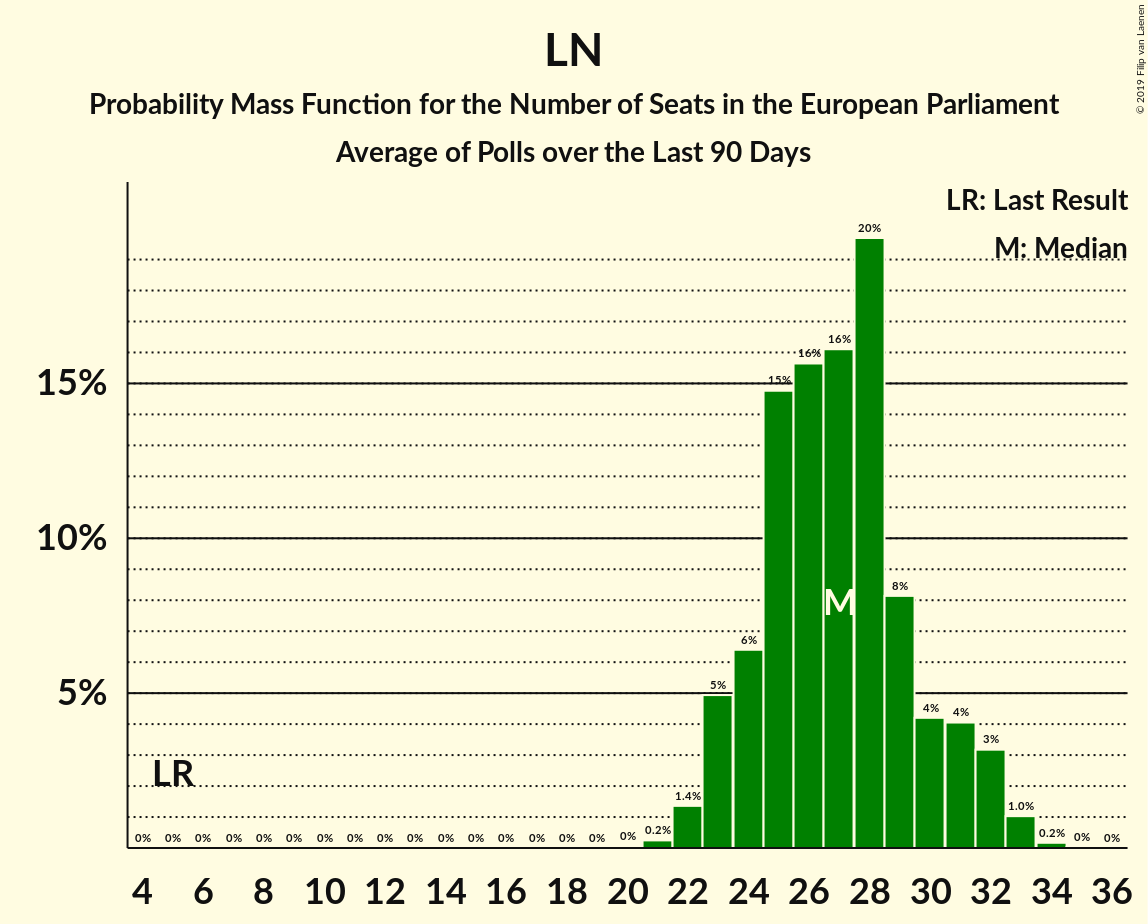 LN
Probability Mass Function for the Number of Seats in the European Parliament
Average of Polls over the Last 90 Days
© 2019 Filip van Laenen
LR: Last Result
M: Median
15%
10%
5%
LR
M
0% 0% 0% 0% 0% 0% 0% 0% 0% 0% 0% 0% 0% 0% 0% 0% 0% 0.2% 1.4% 5% 6% 15% 16% 16% 20% 8% 4% 4% 3% 1.0% 0.2% 0% 0%
4 6 8 10 12 14 16 18 20 22 24 26 28 30 32 34 36